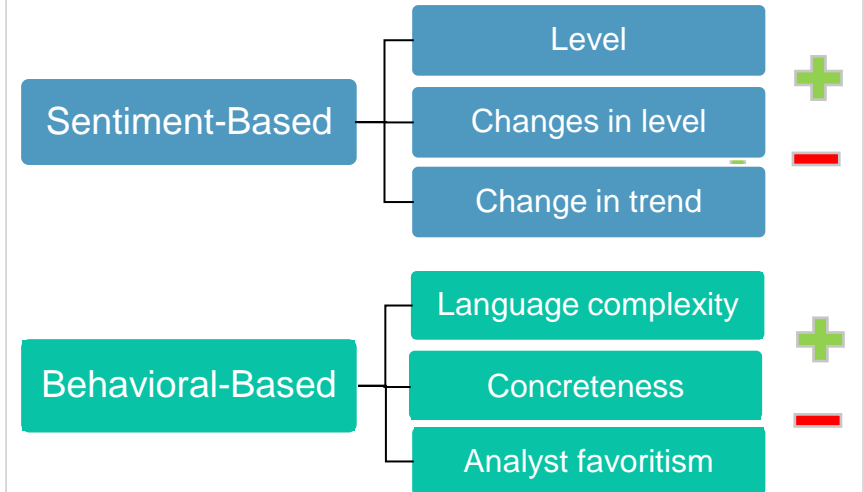 Sentiment-Based
Level
Changes in level
Change in trend
Behavioral-Based
Language complexity
Concreteness
Analyst favoritism